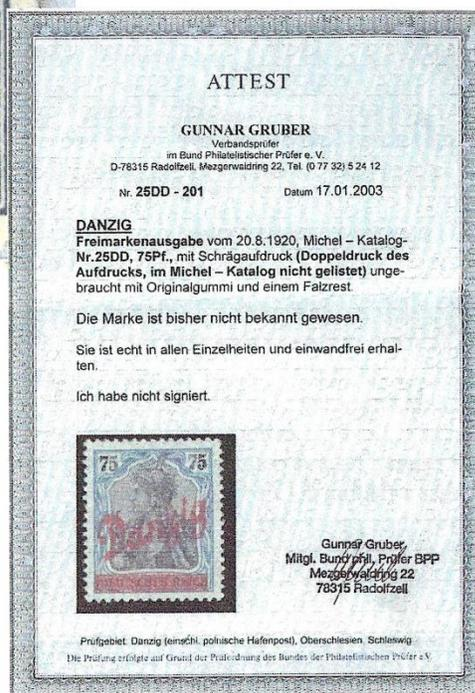 ATTEST
GUNNAR GRUBER
Verbandsprüfer
im Bund Philatelistischer Prüfer e. V.
D-78315 Radolfzell, Mezgerwaidring 22, Tel. (0 77 32) 5 24 12
Nr. 25DD - 201 Datum 17.01.2003
DANZIG
Freimarkenausgabe vom 20.8.1920, Michel – Katalog-
Nr.25DD, 75Pf., mit Schrägaufdruck (Doppeldruck des
Aufdrucks, im Michel – Katalog nicht gelistet) unge-
braucht mit Originalgummi und einem Falzrest.
Die Marke ist bisher nicht bekannt gewesen.
Sie ist echt in allen Einzelheiten und einwandfrei erhal-
ten.
Ich habe nicht signiert.
75 75
Danzig
DEUTSCHES REICH
Gunnar Gruber
Mitgl. Bund phil. Prüfer BPP
Mezgerwaidring 22
78315 Radolfzell
Prüfgebiet: Danzig (einschl. polnische Hafenpost), Oberschlesien, Schleswig
Die Prüfung erfolgte auf Grund der Prüfordnung des Bundes der Philatelistischen Prüfer e.V.